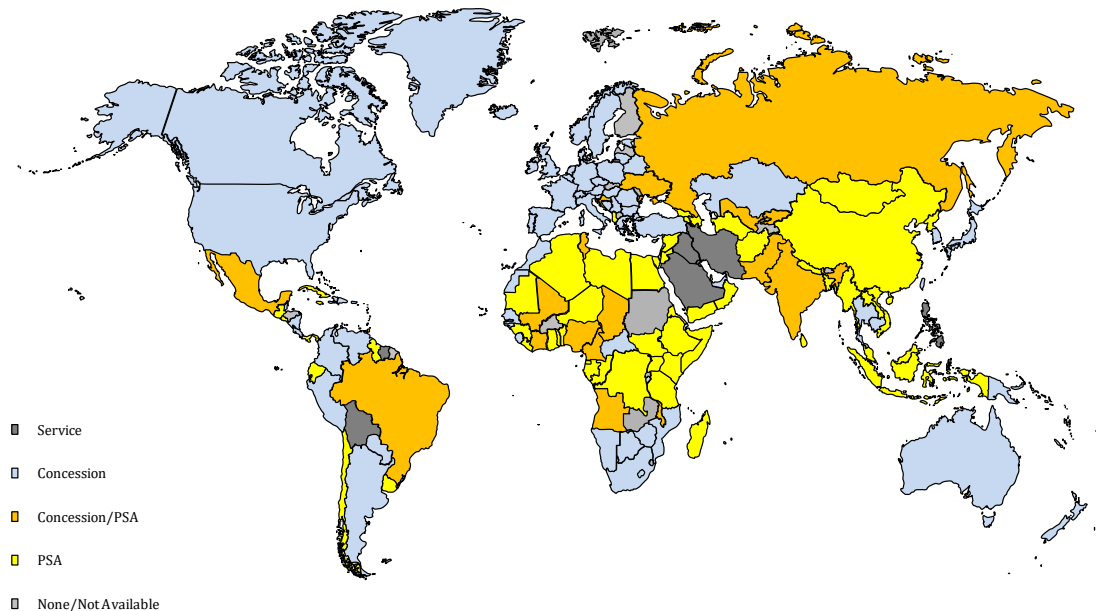 Service
Concession
Concession/PSA
PSA
None/Not Available